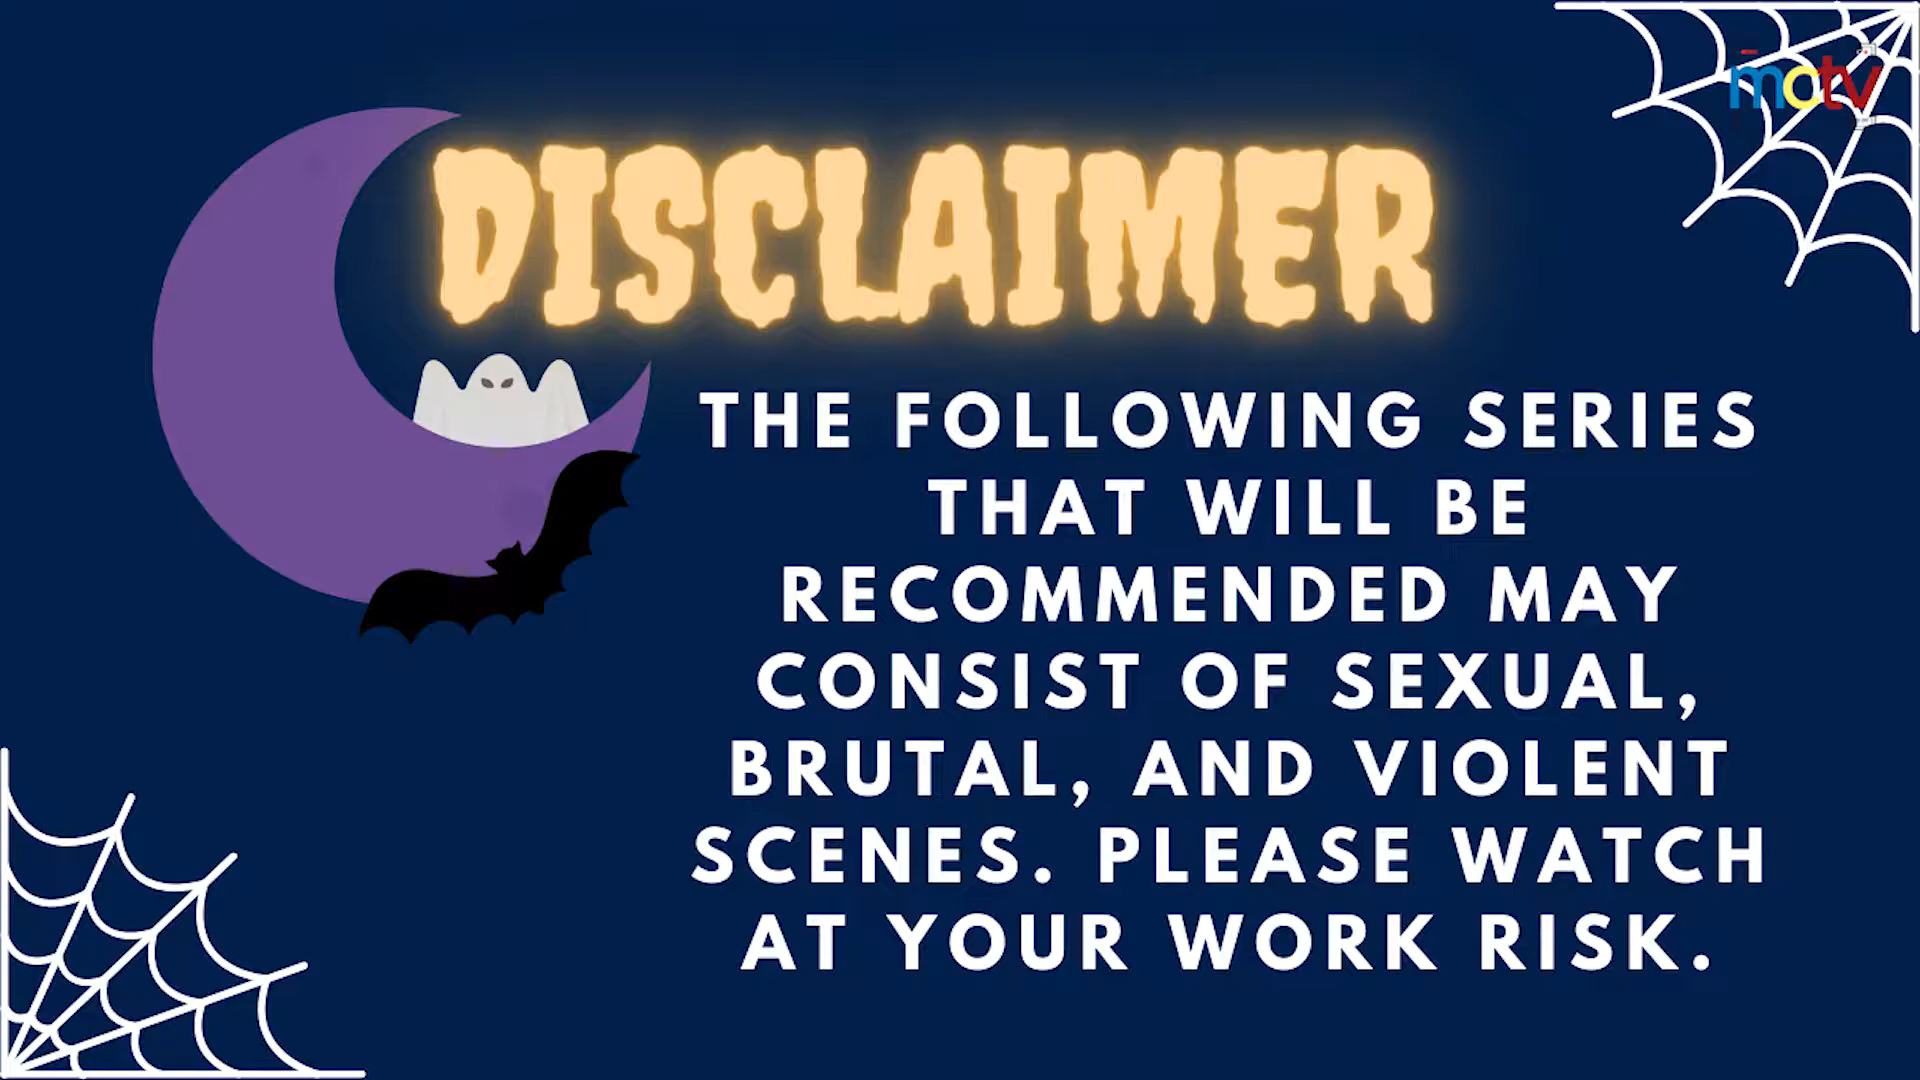 mctv
DISCLAIMER
THE FOLLOWING SERIES
THAT WILL BE
RECOMMENDED MAY
CONSIST OF SEXUAL,
BRUTAL, AND VIOLENT
SCENES. PLEASE WATCH
AT YOUR WORK RISK.